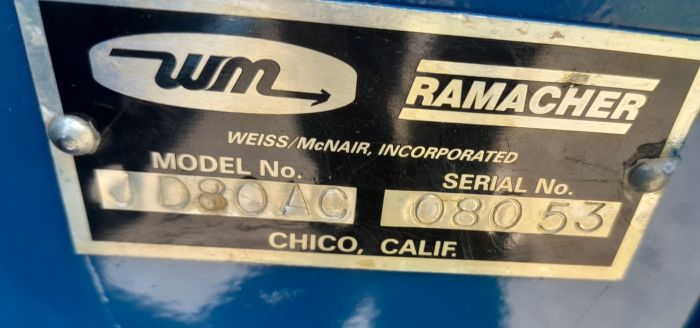 WM
RAMACHER
WEISS/McNAIR, INCORPORATED
MODEL No.
JD80AC
SERIAL No.
08053
CHICO, CALIF.